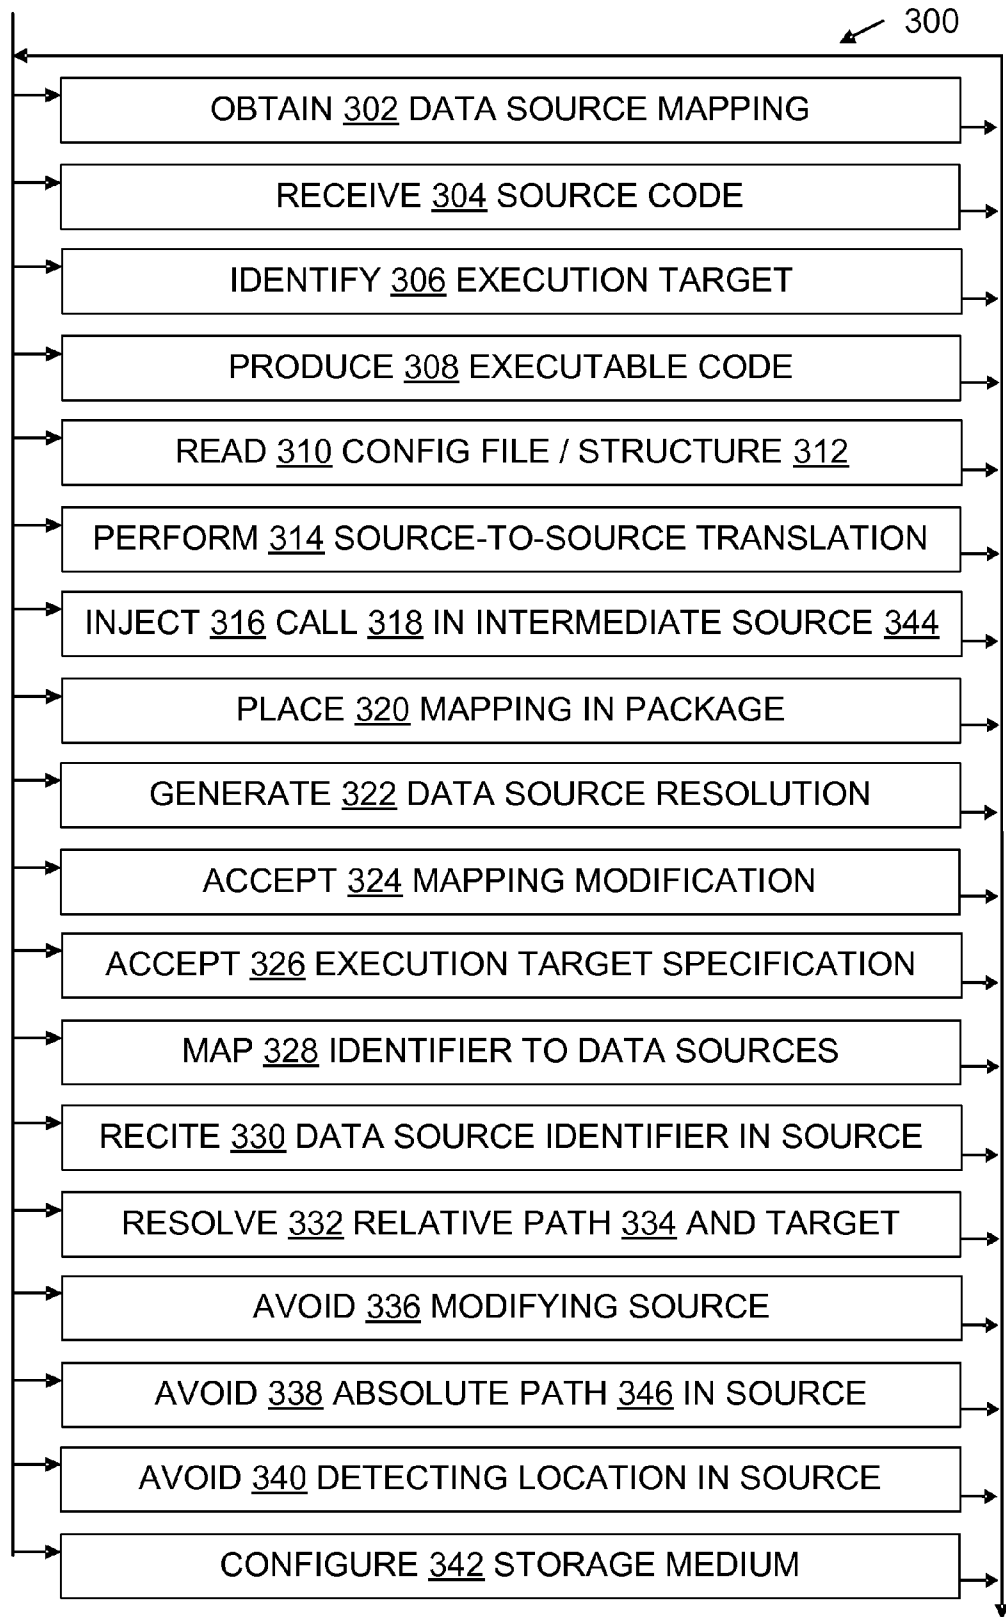 300
OBTAIN 302 DATA SOURCE MAPPING
RECEIVE 304 SOURCE CODE
IDENTIFY 306 EXECUTION TARGET
PRODUCE 308 EXECUTABLE CODE
READ 310 CONFIG FILE / STRUCTURE 312
PERFORM 314 SOURCE-TO-SOURCE TRANSLATION
INJECT 316 CALL 318 IN INTERMEDIATE SOURCE 344
PLACE 320 MAPPING IN PACKAGE
GENERATE 322 DATA SOURCE RESOLUTION
ACCEPT 324 MAPPING MODIFICATION
ACCEPT 326 EXECUTION TARGET SPECIFICATION
MAP 328 IDENTIFIER TO DATA SOURCES
RECITE 330 DATA SOURCE IDENTIFIER IN SOURCE
RESOLVE 332 RELATIVE PATH 334 AND TARGET
AVOID 336 MODIFYING SOURCE
AVOID 338 ABSOLUTE PATH 346 IN SOURCE
AVOID 340 DETECTING LOCATION IN SOURCE
CONFIGURE 342 STORAGE MEDIUM